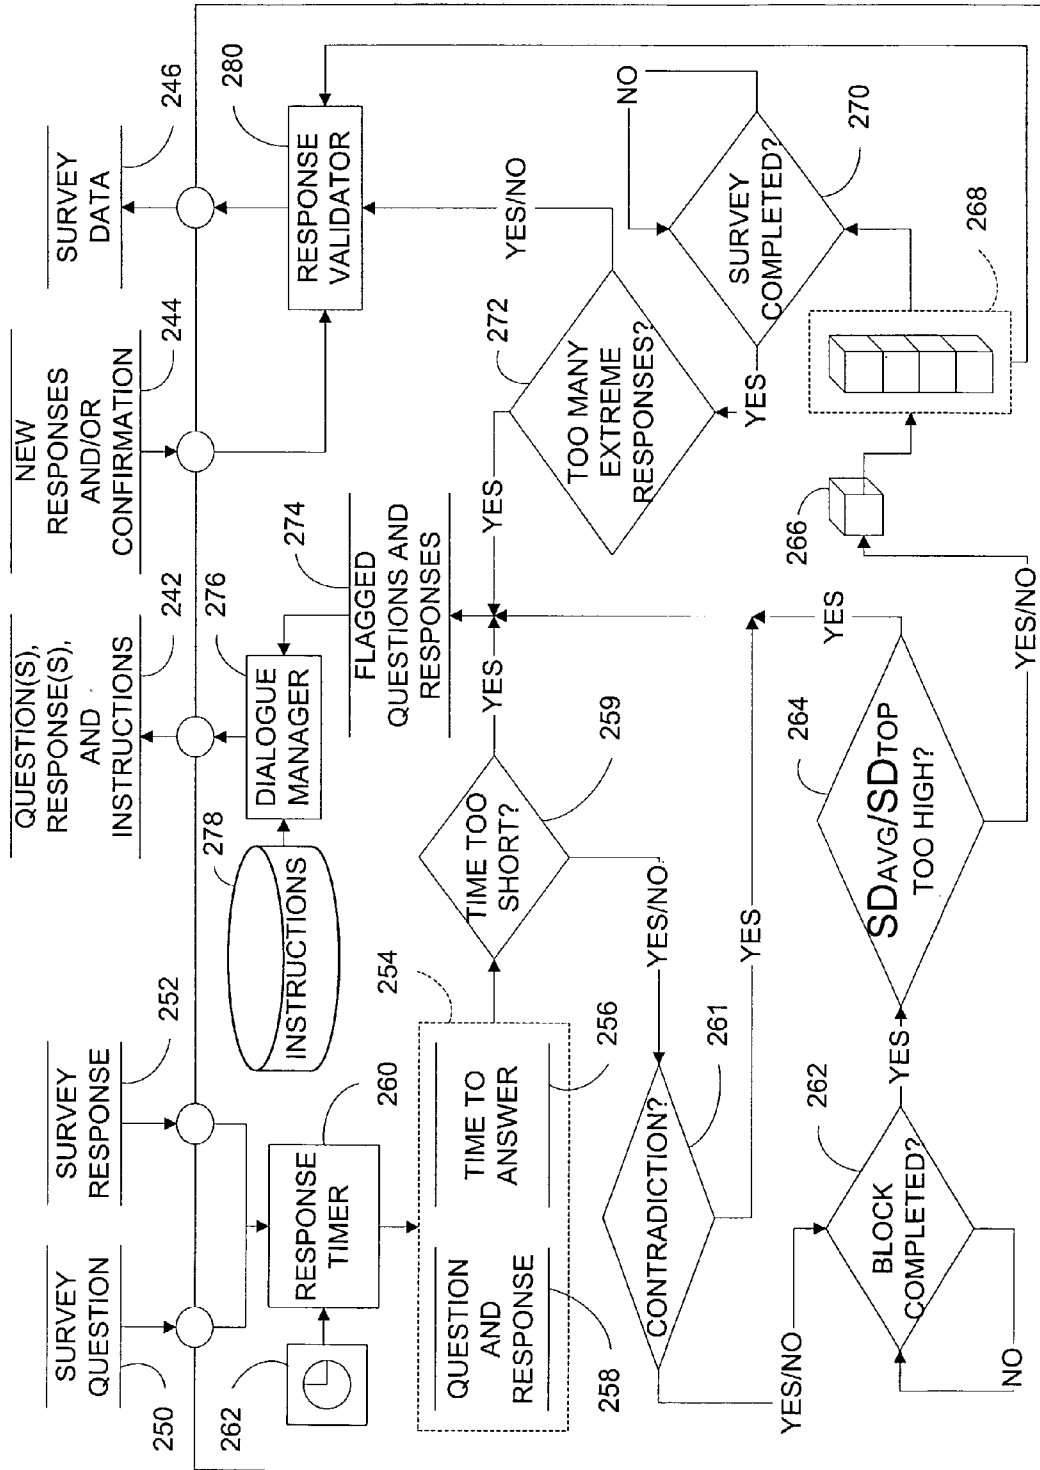 SURVEY
QUESTION
250
SURVEY
RESPONSE
252
QUESTION(S),
RESPONSE(S),
AND
INSTRUCTIONS
242
NEW
RESPONSES
AND/OR
CONFIRMATION
244
SURVEY
DATA
246
262
RESPONSE
TIMER
260
INSTRUCTIONS
278
DIALOGUE
MANAGER
276
RESPONSE
VALIDATOR
280
FLAGGED
QUESTIONS AND
RESPONSES
274
QUESTION
AND
RESPONSE
258
TIME TO
ANSWER
256
254
TIME TOO
SHORT?
259
YES
YES
YES/NO
TOO MANY
EXTREME
RESPONSES?
272
YES/NO
YES
SURVEY
COMPLETED?
270
NO
CONTRADICTION?
261
YES/NO
YES
YES/NO
BLOCK
COMPLETED?
262
NO
YES
SDAVG/SDTOP
TOO HIGH?
264
YES
YES/NO
266
268